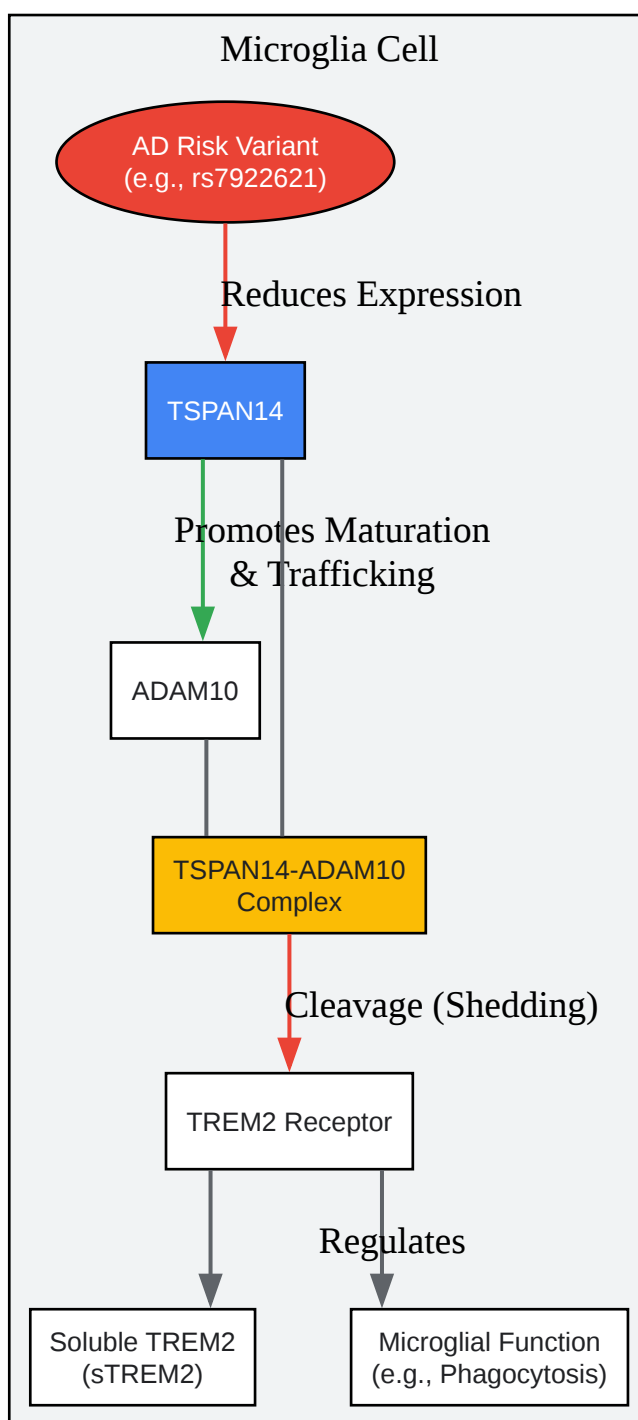 Microglia Cell
AD Risk Variant
(e.g., rs7922621)
Reduces Expression
TSPAN14
Promotes Maturation
& Trafficking
ADAM10
TSPAN14-ADAM10
Complex
Cleavage (Shedding)
TREM2 Receptor
Regulates
Soluble TREM2
(sTREM2)
Microglial Function
(e.g., Phagocytosis)